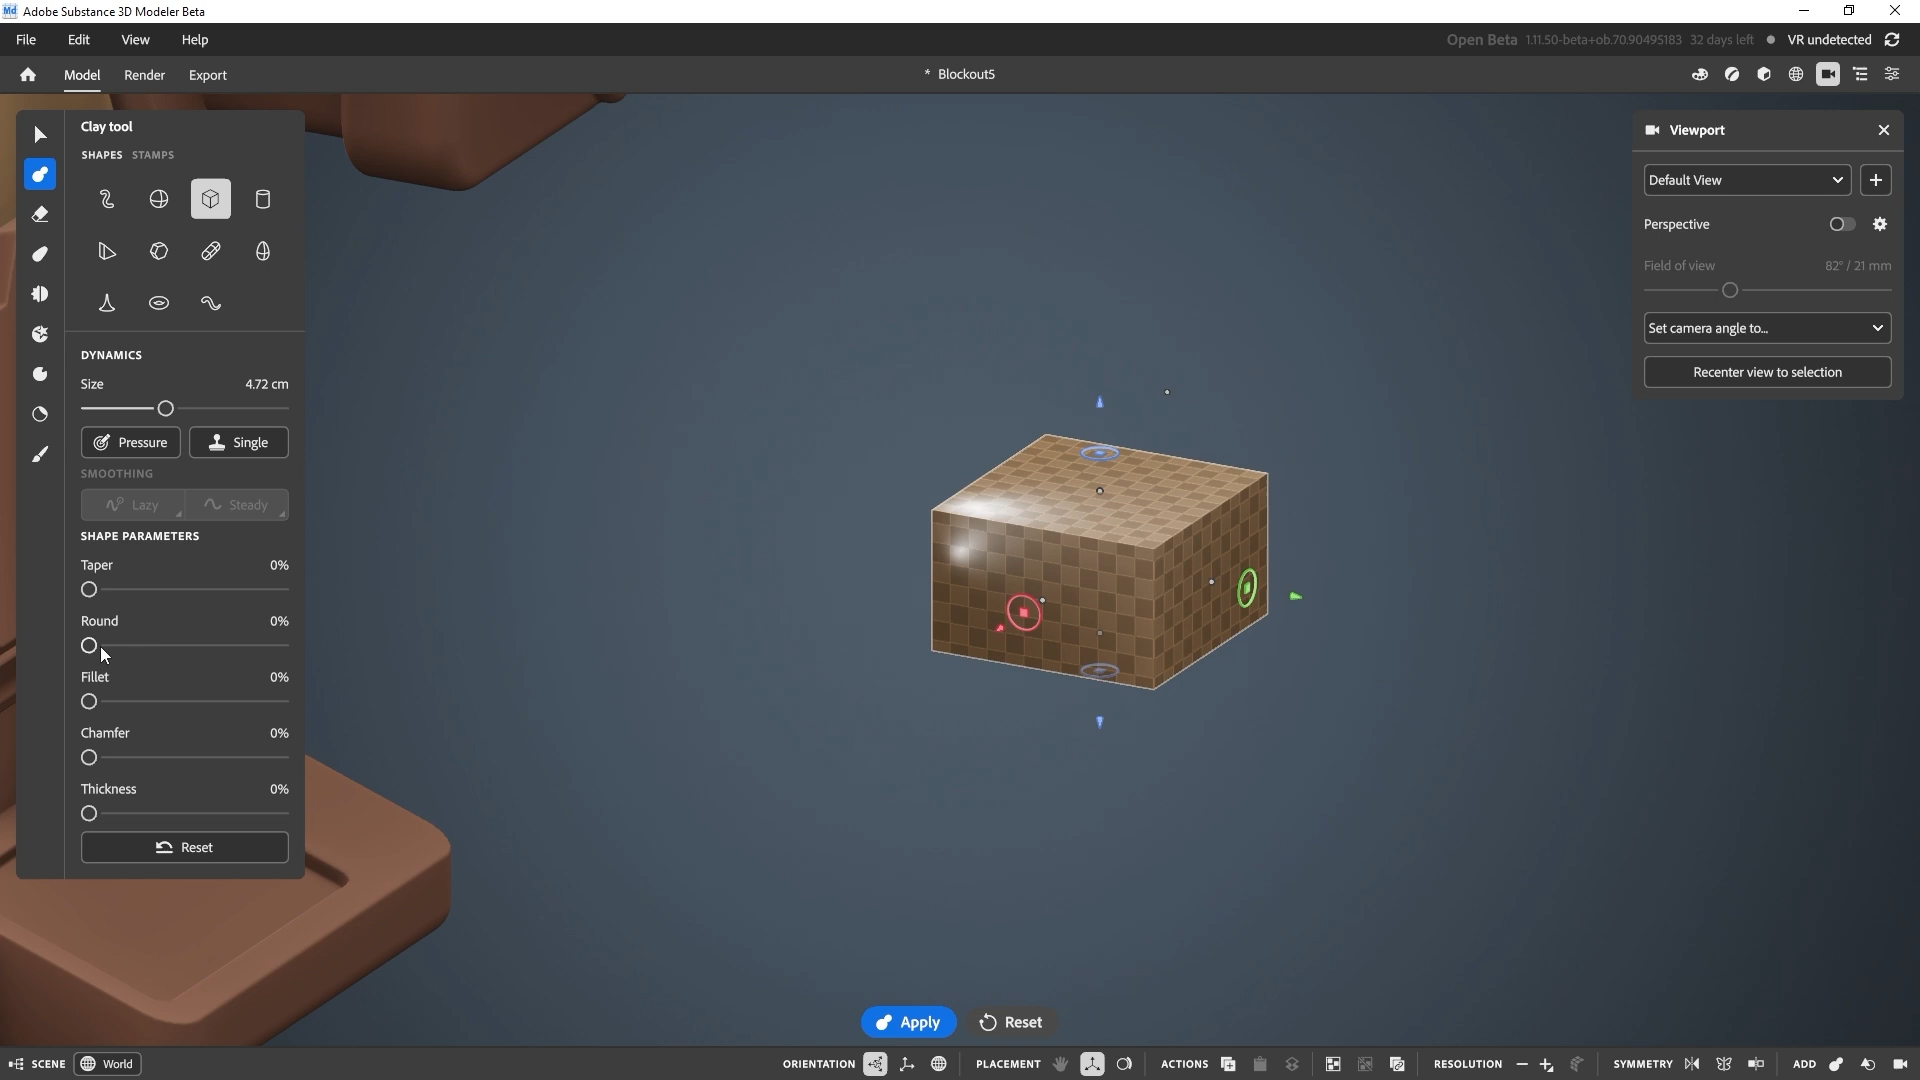 Md Adobe Substance 3D Modeler Beta
File Edit View Help
Open Beta 1.11.50-beta+ob.70.90495183 32 days left VR undetected
Model Render Export
* Blockout5
Clay tool
SHAPES STAMPS
DYNAMICS
Size 4.72 cm
Pressure Single
SMOOTHING
Lazy Steady
SHAPE PARAMETERS
Taper 0%
Round 0%
Fillet 0%
Chamfer 0%
Thickness 0%
Reset
Viewport
Default View
Perspective
Field of view 82° / 21 mm
Set camera angle to...
Recenter view to selection
Apply Reset
SCENE World ORIENTATION PLACEMENT ACTIONS RESOLUTION SYMMETRY ADD